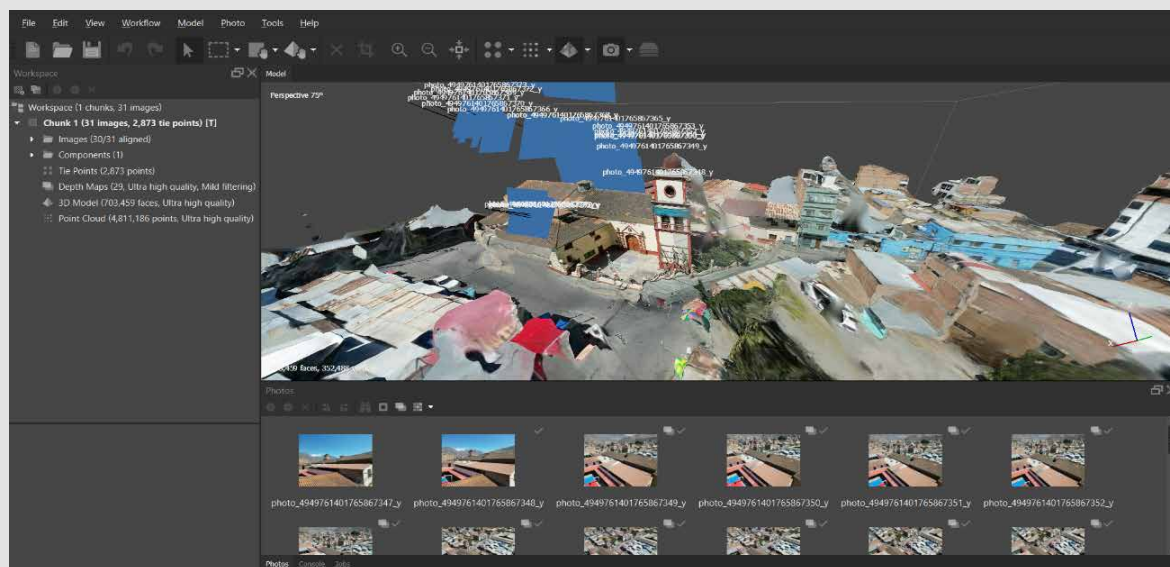 File Edit View Workflow Model Photo Tools Help
Workspace
Model
Workspace (1 chunks, 31 images)
Chunk 1 (31 images, 2,873 tie points) [T]
Images (30/31 aligned)
Components (1)
Tie Points (2,873 points)
Depth Maps (29, Ultra high quality, Mild filtering)
3D Model (703,459 faces, Ultra high quality)
Point Cloud (4,811,186 points, Ultra high quality)
Perspective 75°
photo_4949761401765867366_y
photo_4949761401765867365_y
photo_4949761401765867353_y
photo_4949761401765867349_y
photo_4949761401765867348_y
X
Photos
photo_4949761401765867347_y photo_4949761401765867348_y photo_4949761401765867349_y photo_4949761401765867350_y photo_4949761401765867351_y photo_4949761401765867352_y
Photos Console Jobs